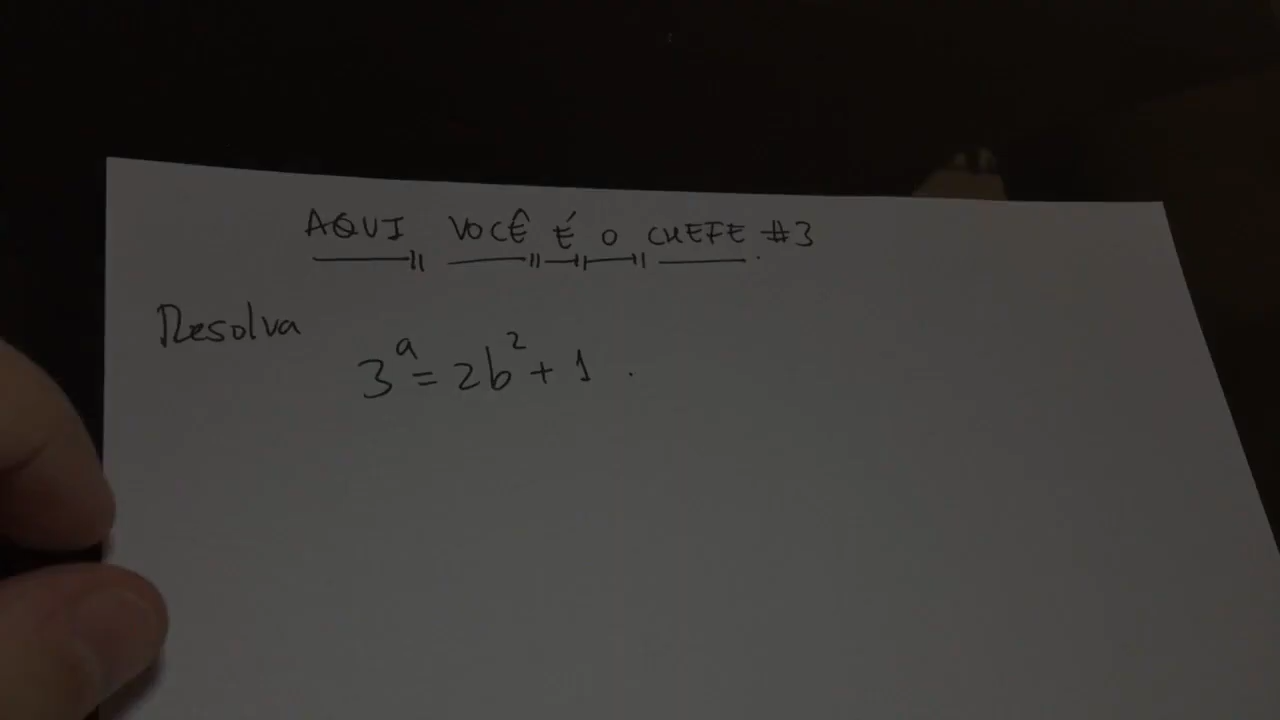 AQUI VOCÊ É O CHEFE #3
Resolva
3^a = 2b^2 + 1 .